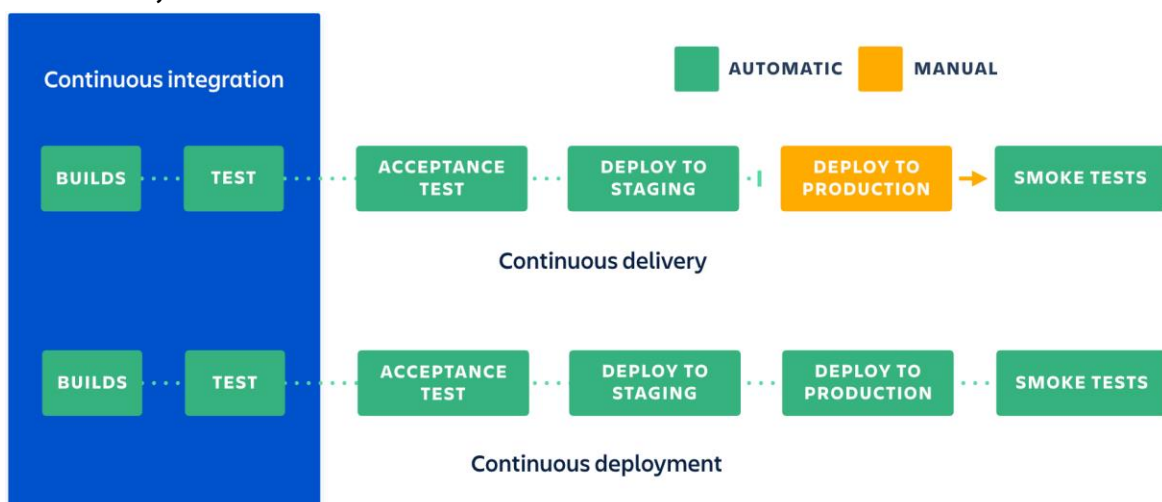 Continuous integration
AUTOMATIC
MANUAL
BUILDS
TEST
ACCEPTANCE
TEST
DEPLOY TO
STAGING
DEPLOY TO
PRODUCTION
SMOKE TESTS
Continuous delivery
BUILDS
TEST
ACCEPTANCE
TEST
DEPLOY TO
STAGING
DEPLOY TO
PRODUCTION
SMOKE TESTS
Continuous deployment